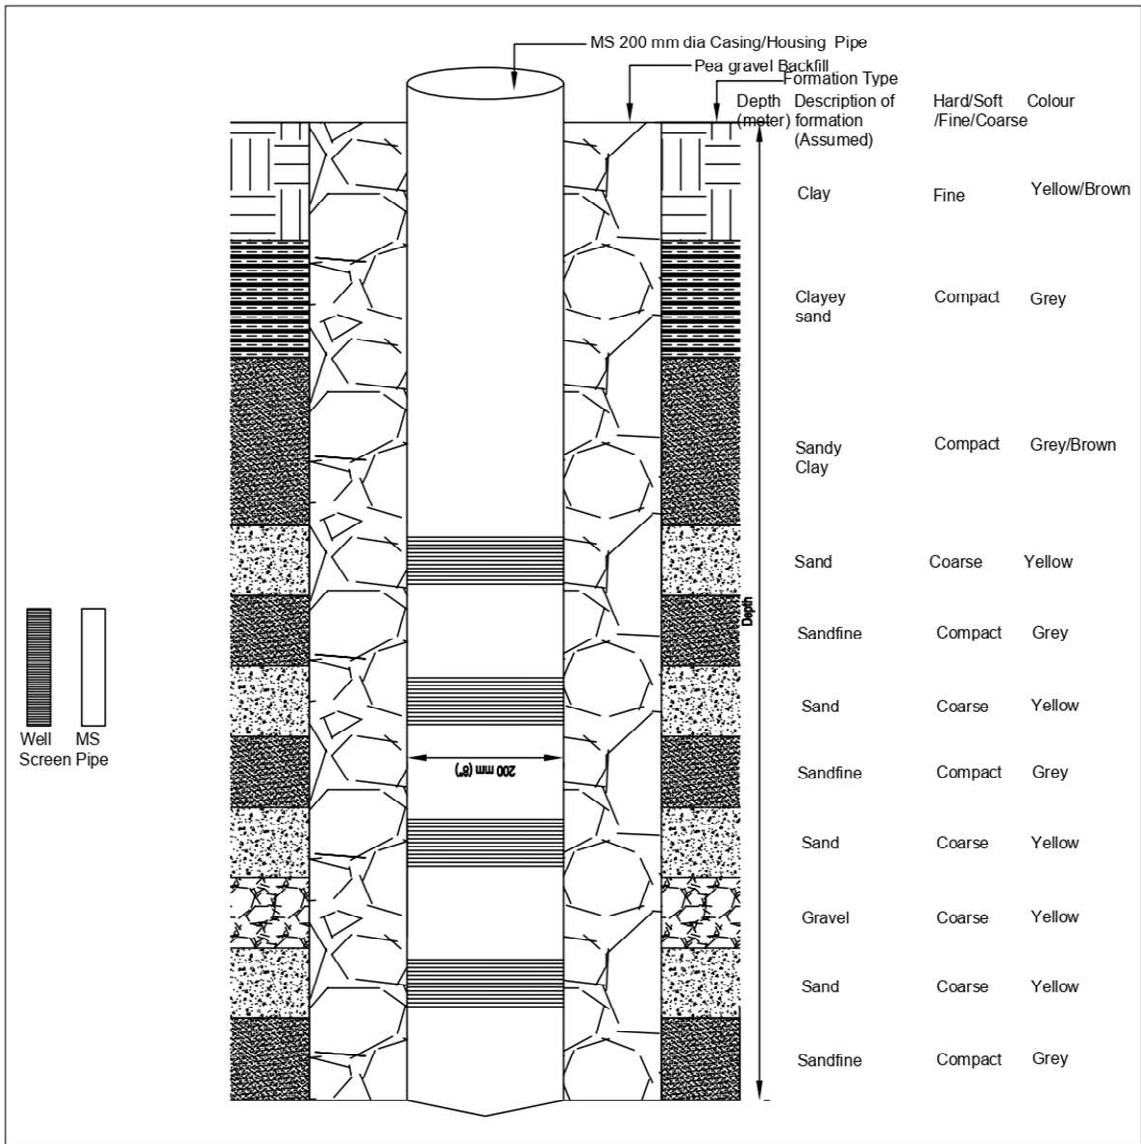 MS 200 mm dia Casing/Housing Pipe
Pea gravel Backfill
Formation Type
Depth (meter)
Description of formation (Assumed)
Hard/Soft /Fine/Coarse
Colour
Clay Fine Yellow/Brown
Clayey sand Compact Grey
Sandy Clay Compact Grey/Brown
Sand Coarse Yellow
Depth
Sandfine Compact Grey
Sand Coarse Yellow
Well Screen
MS Pipe
200 mm (8")
Sandfine Compact Grey
Sand Coarse Yellow
Gravel Coarse Yellow
Sand Coarse Yellow
Sandfine Compact Grey